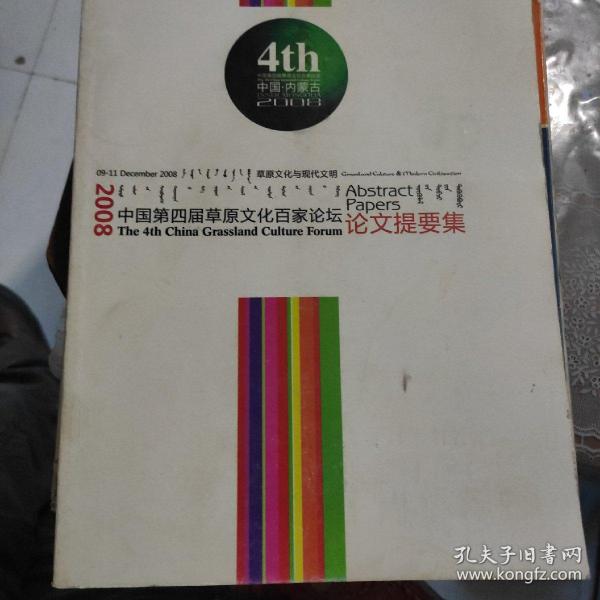 4th
中国·内蒙古
INNER MONGOLIA
2008
09-11 December 2008
草原文化与现代文明 Grassland Culture & Modern Civilization
2008
中国第四届草原文化百家论坛
The 4th China Grassland Culture Forum
Abstract
Papers
论文提要集
孔夫子旧书网
www.kongfz.com